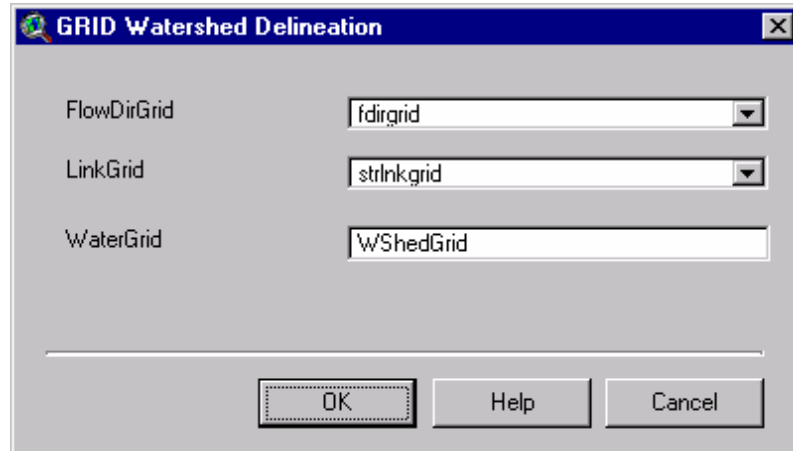 GRID Watershed Delineation
FlowDirGrid fdirgrid
LinkGrid strlnkgrid
WaterGrid WShedGrid
OK Help Cancel